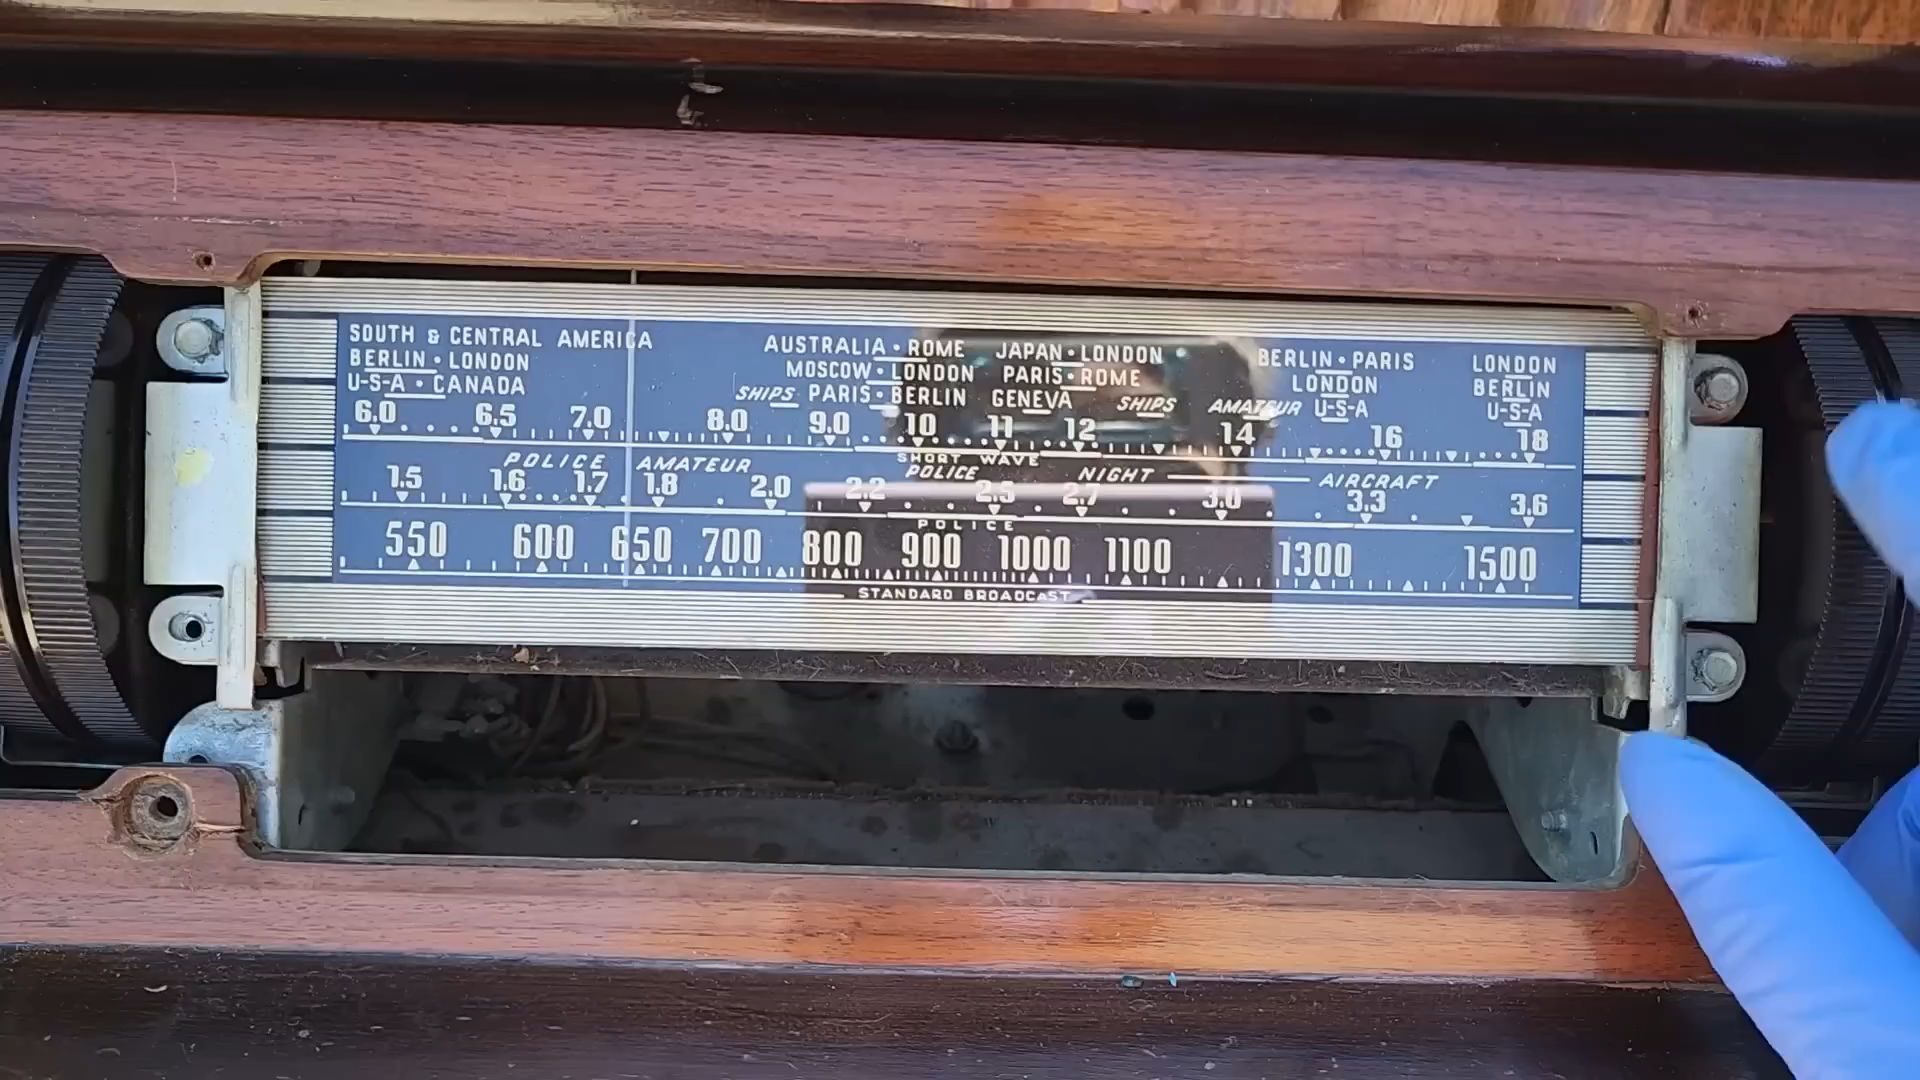 SOUTH & CENTRAL AMERICA AUSTRALIA • ROME JAPAN • LONDON BERLIN • PARIS LONDON
BERLIN • LONDON MOSCOW • LONDON PARIS • ROME LONDON BERLIN
U-S-A • CANADA SHIPS PARIS • BERLIN GENEVA SHIPS AMATEUR U-S-A U-S-A
6.0 6.5 7.0 8.0 9.0 10 11 12 14 16 18
SHORT WAVE
POLICE AMATEUR POLICE NIGHT AIRCRAFT
1.5 1.6 1.7 1.8 2.0 2.2 2.5 2.7 3.0 3.3 3.6
POLICE
550 600 650 700 800 900 1000 1100 1300 1500
STANDARD BROADCAST